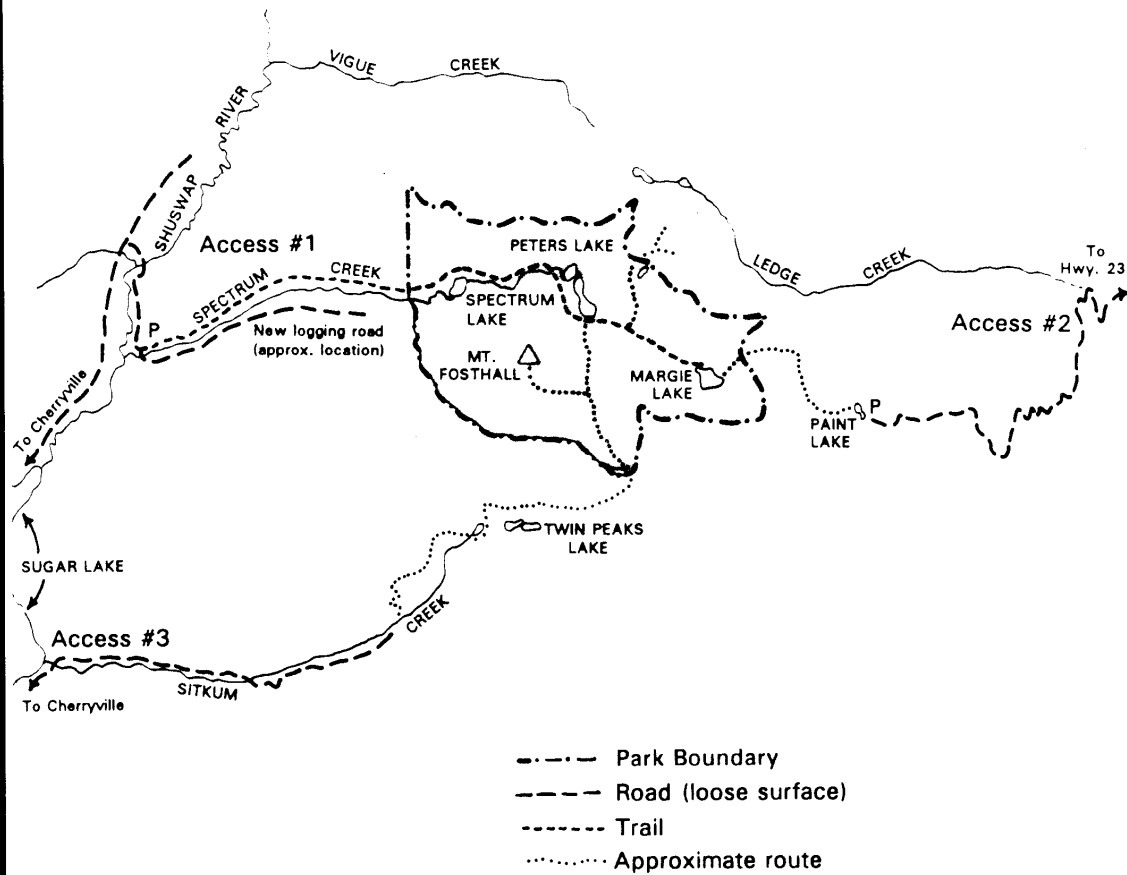 VIGUE CREEK
SHUSWAP RIVER
Access #1
SPECTRUM CREEK
PETERS LAKE
LEDGE CREEK
To
Hwy. 23
P
SPECTRUM
LAKE
New logging road
(approx. location)
Access #2
MT.
FOSTHALL
MARGIE
LAKE
To Cherryville
P
PAINT
LAKE
TWIN PEAKS
LAKE
SUGAR LAKE
Access #3
SITKUM CREEK
To Cherryville
Park Boundary
Road (loose surface)
Trail
Approximate route